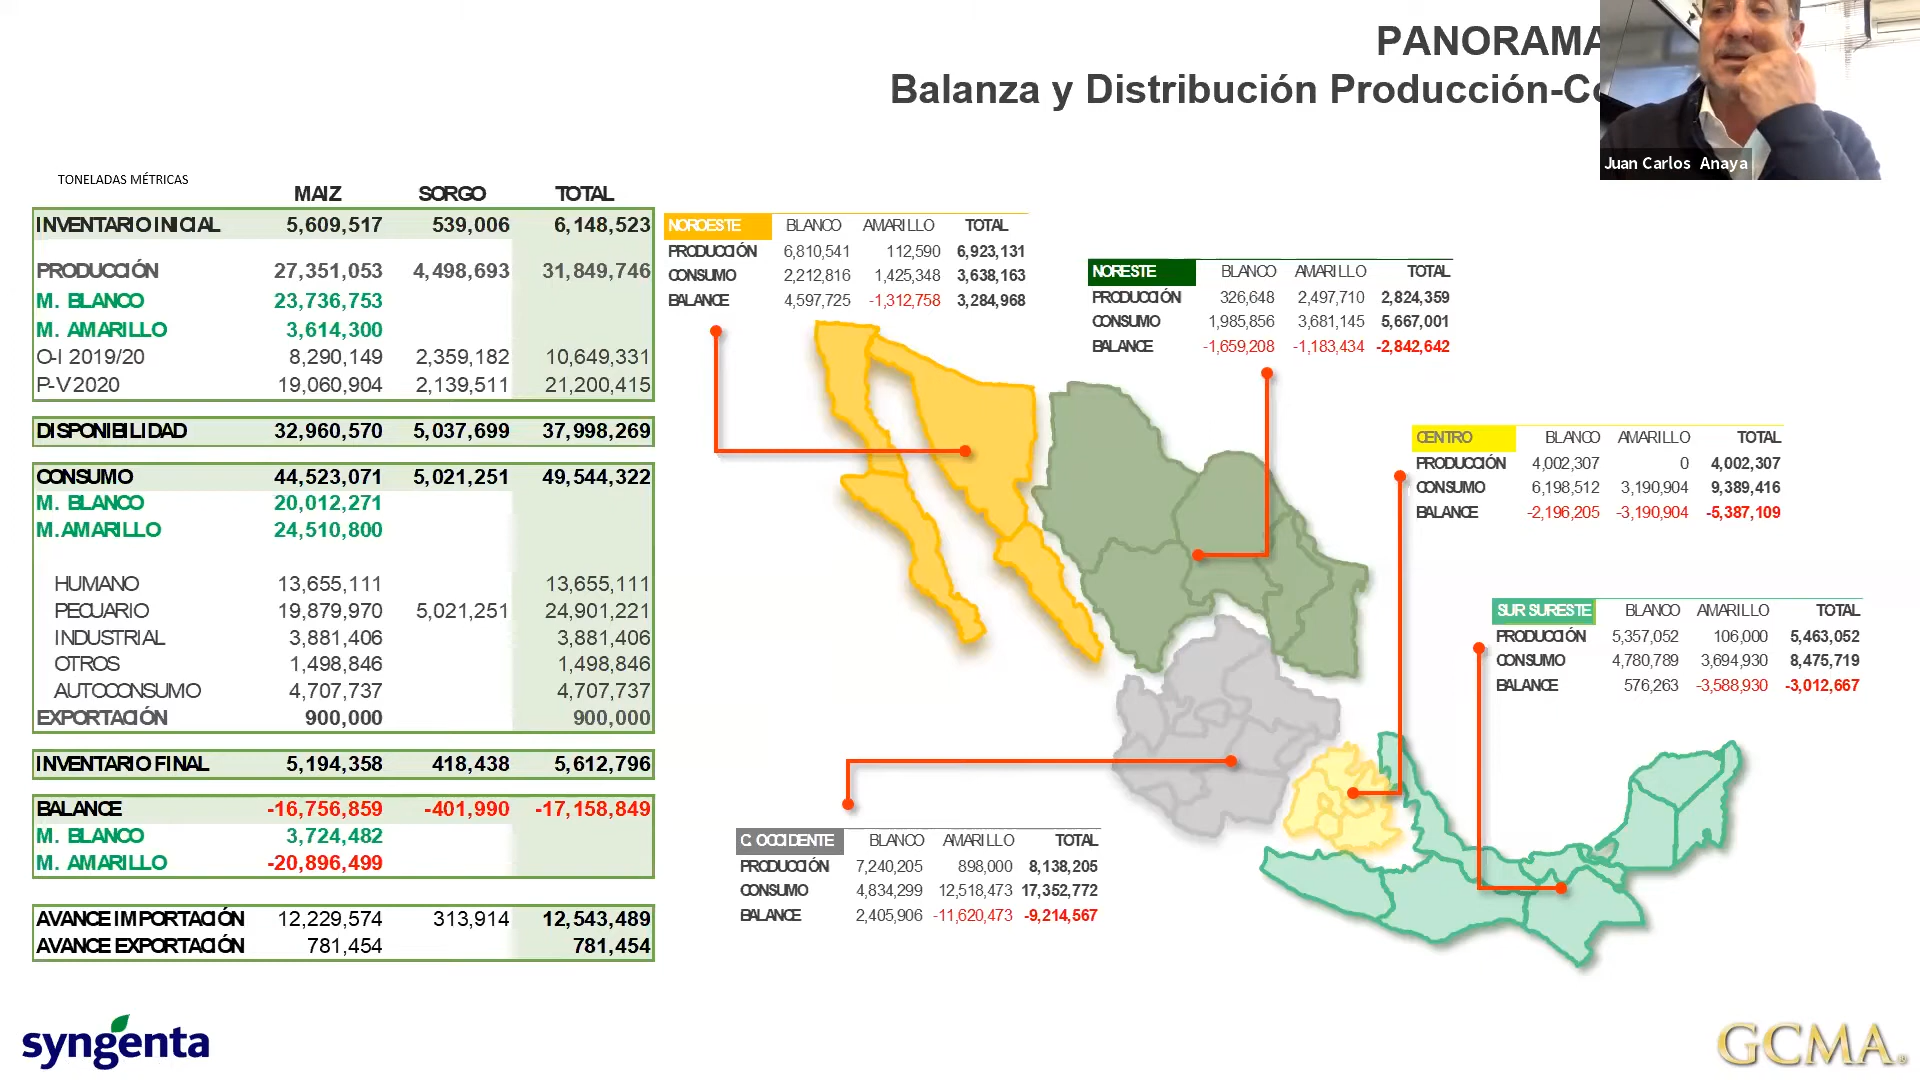 PANORAMA
Balanza y Distribución Producción-Co
Juan Carlos Anaya
TONELADAS MÉTRICAS
MAIZ SORGO TOTAL
INVENTARIO INICIAL 5,609,517 539,006 6,148,523
PRODUCCIÓN 27,351,053 4,498,693 31,849,746
M. BLANCO 23,736,753
M. AMARILLO 3,614,300
O-I 2019/20 8,290,149 2,359,182 10,649,331
P-V 2020 19,060,904 2,139,511 21,200,415
DISPONIBILIDAD 32,960,570 5,037,699 37,998,269
CONSUMO 44,523,071 5,021,251 49,544,322
M. BLANCO 20,012,271
M.AMARILLO 24,510,800
HUMANO 13,655,111 13,655,111
PECUARIO 19,879,970 5,021,251 24,901,221
INDUSTRIAL 3,881,406 3,881,406
OTROS 1,498,846 1,498,846
AUTOCONSUMO 4,707,737 4,707,737
EXPORTACIÓN 900,000 900,000
INVENTARIO FINAL 5,194,358 418,438 5,612,796
BALANCE -16,756,859 -401,990 -17,158,849
M. BLANCO 3,724,482
M. AMARILLO -20,896,499
AVANCE IMPORTACIÓN 12,229,574 313,914 12,543,489
AVANCE EXPORTACIÓN 781,454 781,454
NOROESTE BLANCO AMARILLO TOTAL
PRODUCCIÓN 6,810,541 112,590 6,923,131
CONSUMO 2,212,816 1,425,348 3,638,163
BALANCE 4,597,725 -1,312,758 3,284,968
NORESTE BLANCO AMARILLO TOTAL
PRODUCCIÓN 326,648 2,497,710 2,824,359
CONSUMO 1,985,856 3,681,145 5,667,001
BALANCE -1,659,208 -1,183,434 -2,842,642
CENTRO BLANCO AMARILLO TOTAL
PRODUCCIÓN 4,002,307 0 4,002,307
CONSUMO 6,198,512 3,190,904 9,389,416
BALANCE -2,196,205 -3,190,904 -5,387,109
SUR SURESTE BLANCO AMARILLO TOTAL
PRODUCCIÓN 5,357,052 106,000 5,463,052
CONSUMO 4,780,789 3,694,930 8,475,719
BALANCE 576,263 -3,588,930 -3,012,667
C. OCCIDENTE BLANCO AMARILLO TOTAL
PRODUCCIÓN 7,240,205 898,000 8,138,205
CONSUMO 4,834,299 12,518,473 17,352,772
BALANCE 2,405,906 -11,620,473 -9,214,567
syngenta
GCMA®